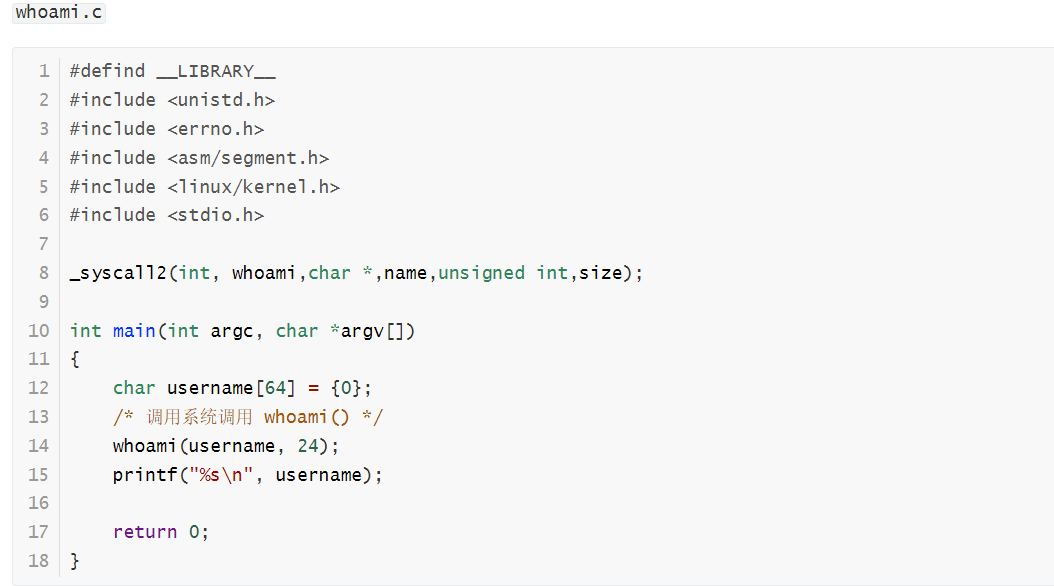 whoami.c
1 #defind __LIBRARY__
2 #include <unistd.h>
3 #include <errno.h>
4 #include <asm/segment.h>
5 #include <linux/kernel.h>
6 #include <stdio.h>
7
8 _syscall2(int, whoami,char *,name,unsigned int,size);
9
10 int main(int argc, char *argv[])
11 {
12     char username[64] = {0};
13     /* 调用系统调用 whoami() */
14     whoami(username, 24);
15     printf("%s\n", username);
16
17     return 0;
18 }